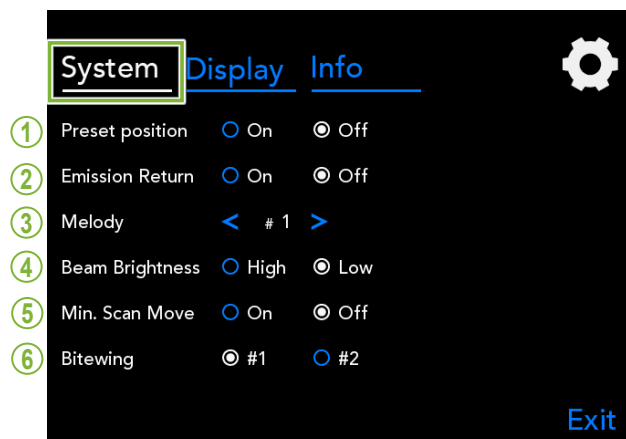 System Display Info
1 Preset position On Off
2 Emission Return On Off
3 Melody < # 1 >
4 Beam Brightness High Low
5 Min. Scan Move On Off
6 Bitewing #1 #2
Exit